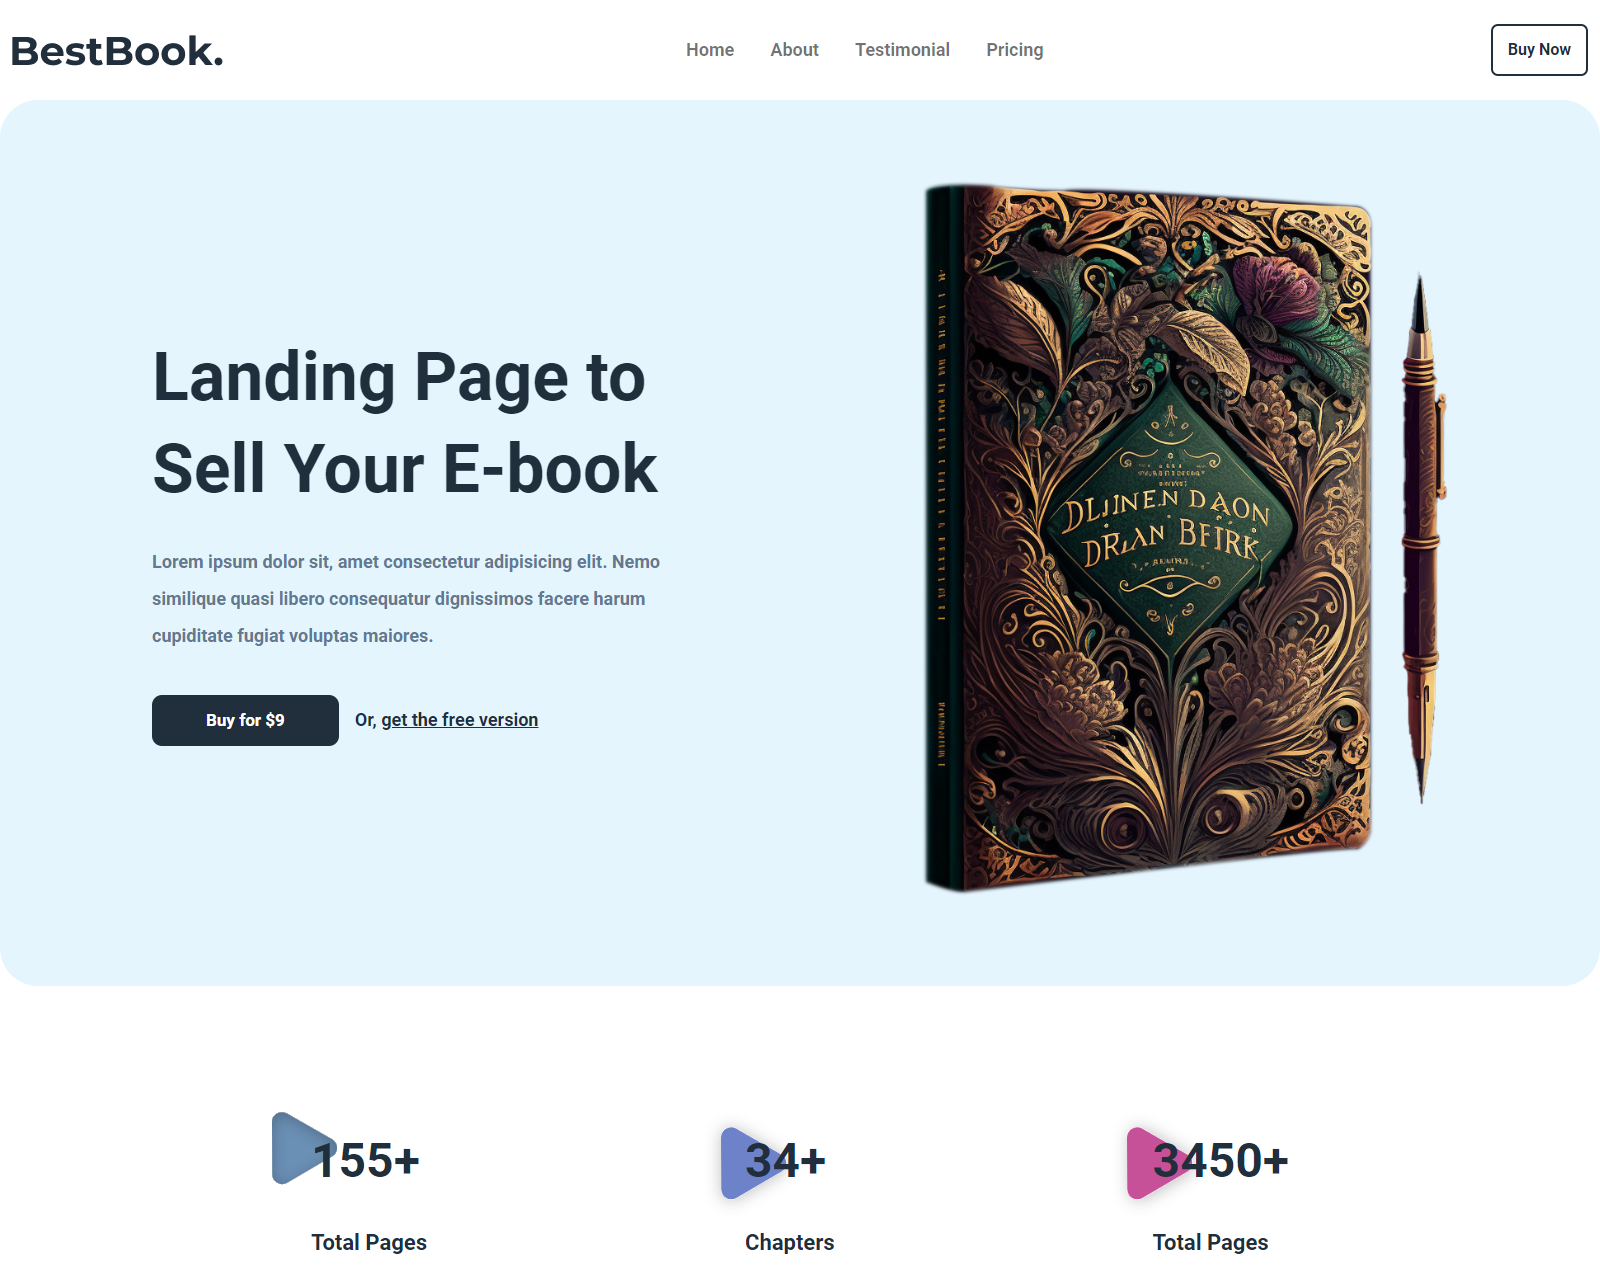 BestBook.
Home
About
Testimonial
Pricing
Buy Now
Landing Page to
Sell Your E-book
Lorem ipsum dolor sit, amet consectetur adipisicing elit. Nemo
similique quasi libero consequatur dignissimos facere harum
cupiditate fugiat voluptas maiores.
Buy for $9
Or, get the free version
DLJINEN DAON
DRAN BFIRK
155+
Total Pages
34+
Chapters
3450+
Total Pages